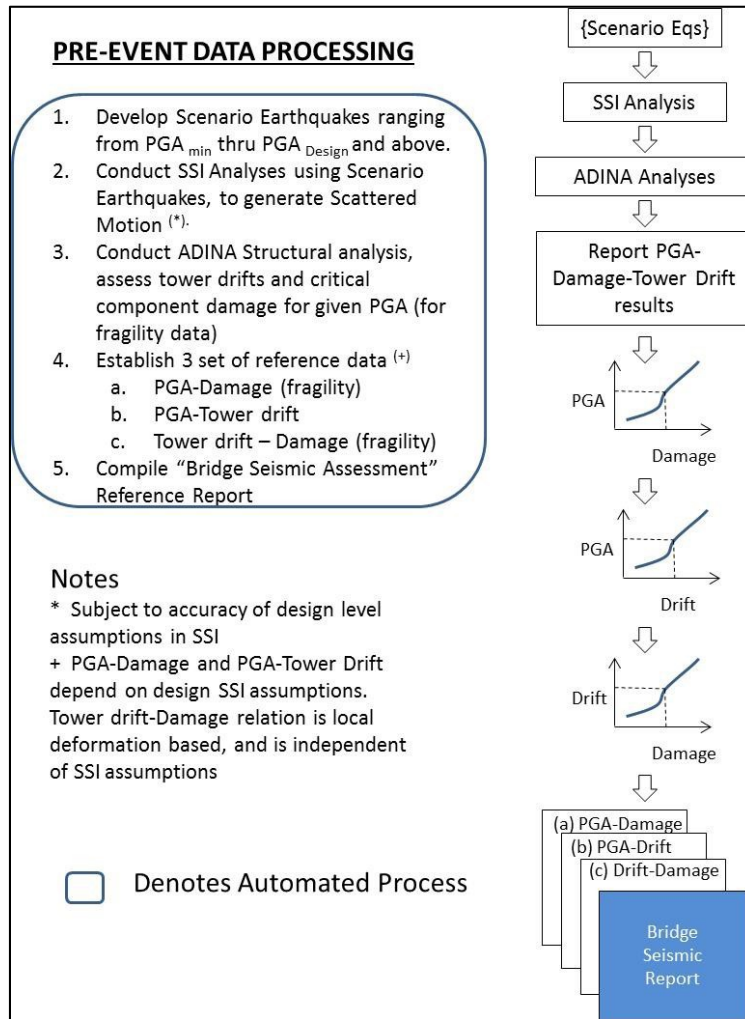 PRE-EVENT DATA PROCESSING
1. Develop Scenario Earthquakes ranging
from PGA min thru PGA Design and above.
2. Conduct SSI Analyses using Scenario
Earthquakes, to generate Scattered
Motion (*).
3. Conduct ADINA Structural analysis,
assess tower drifts and critical
component damage for given PGA (for
fragility data)
4. Establish 3 set of reference data (+)
a. PGA-Damage (fragility)
b. PGA-Tower drift
c. Tower drift – Damage (fragility)
5. Compile “Bridge Seismic Assessment”
Reference Report
Notes
* Subject to accuracy of design level
assumptions in SSI
+ PGA-Damage and PGA-Tower Drift
depend on design SSI assumptions.
Tower drift-Damage relation is local
deformation based, and is independent
of SSI assumptions
Denotes Automated Process
{Scenario Eqs}
SSI Analysis
ADINA Analyses
Report PGA-
Damage-Tower Drift
results
PGA
Damage
PGA
Drift
Drift
Damage
(a) PGA-Damage
(b) PGA-Drift
(c) Drift-Damage
Bridge
Seismic
Report